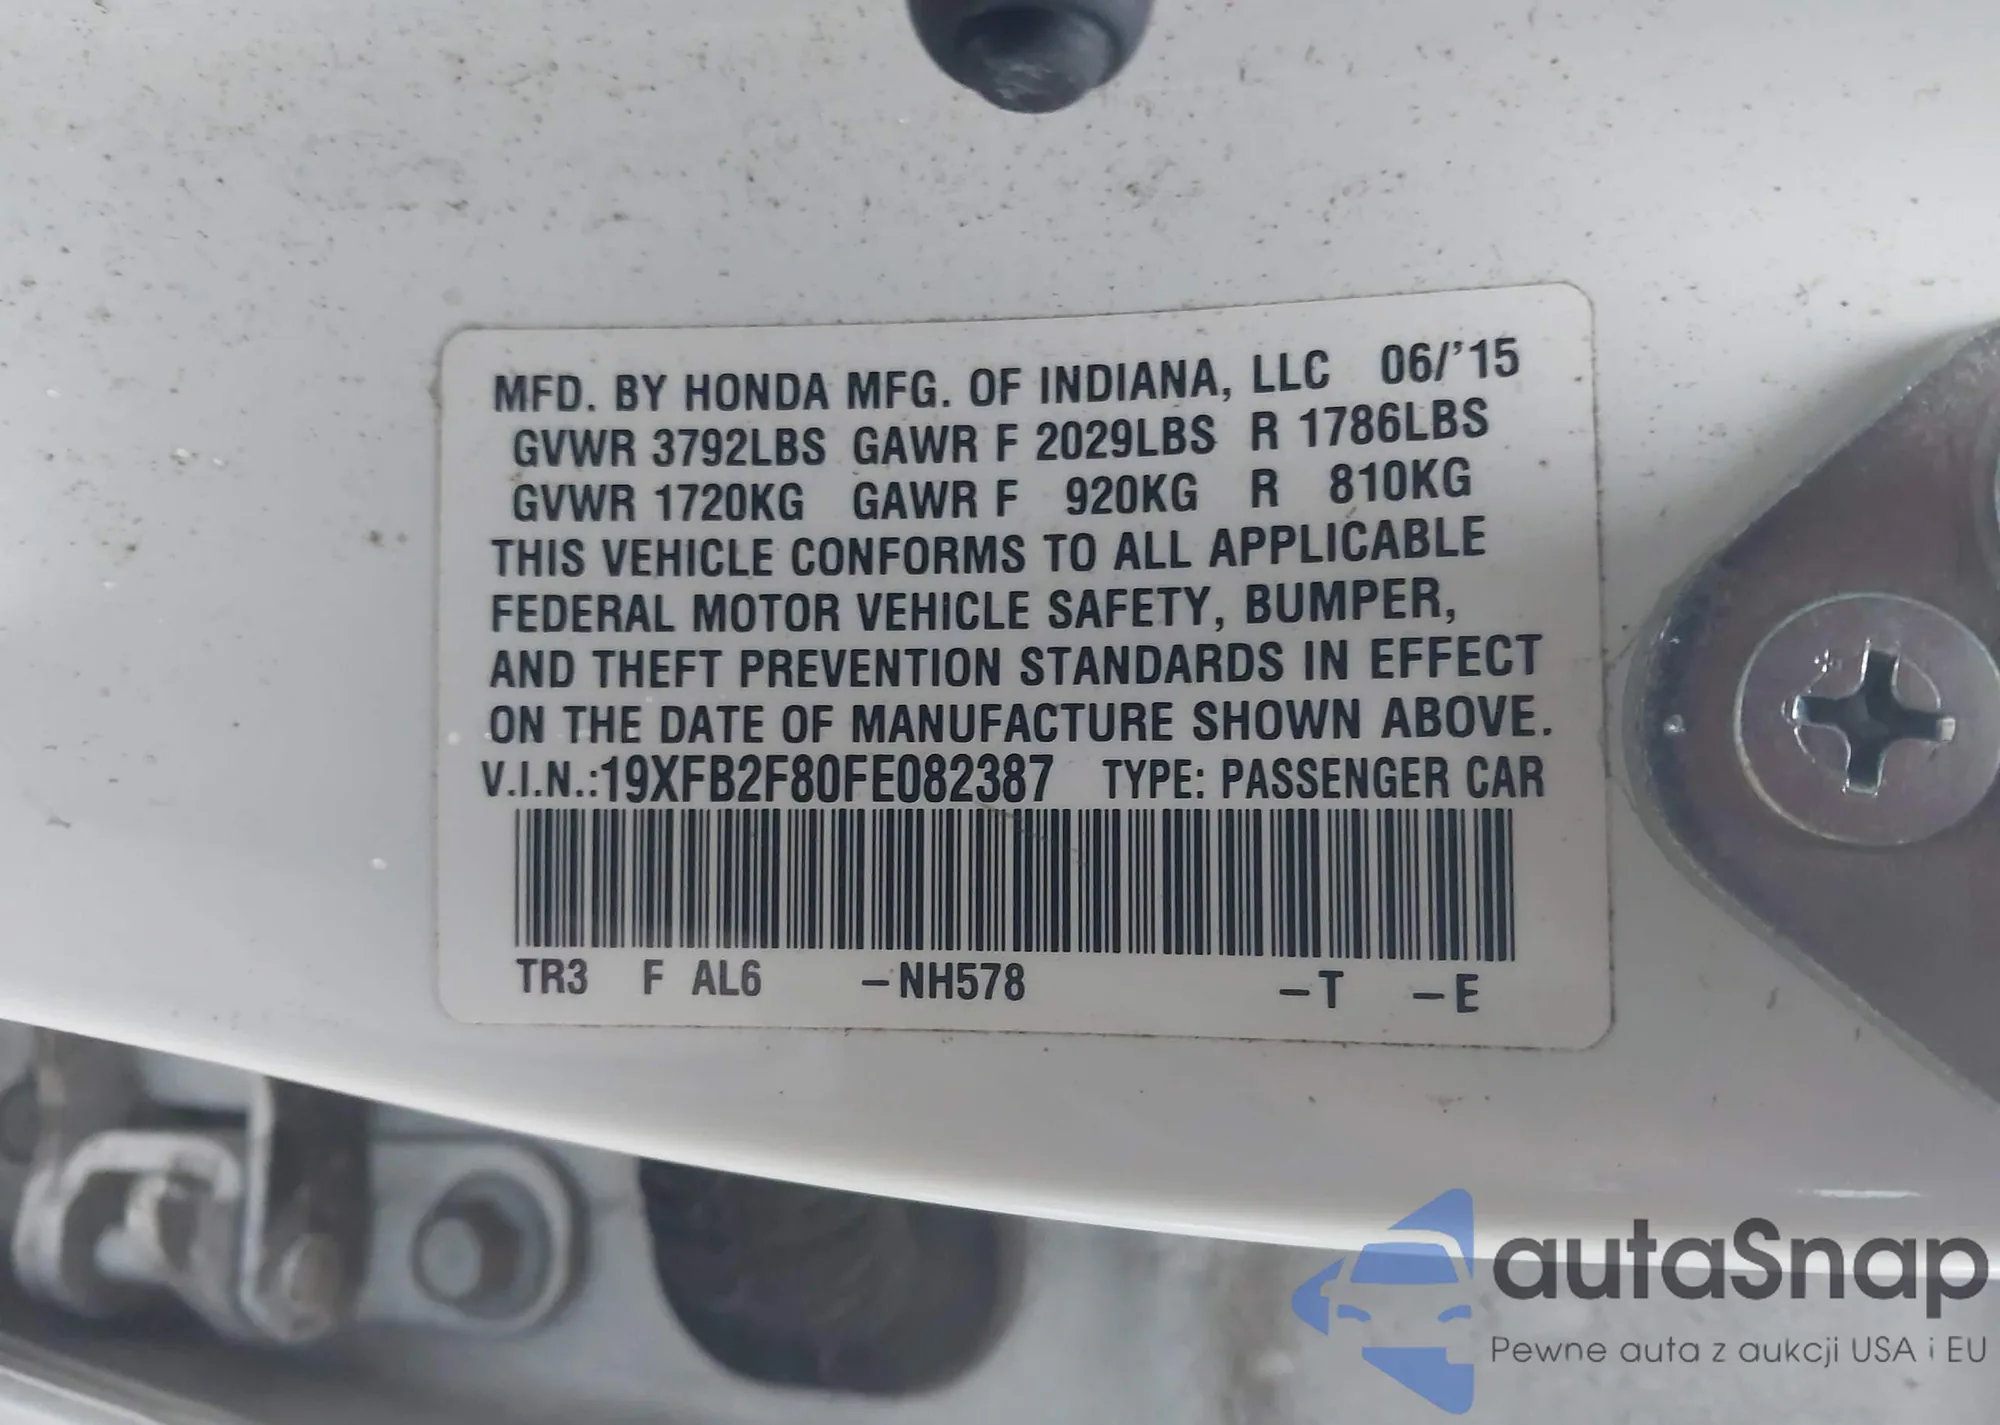 MFD. BY HONDA MFG. OF INDIANA, LLC 06/'15
GVWR 3792LBS GAWR F 2029LBS R 1786LBS
GVWR 1720KG GAWR F 920KG R 810KG
THIS VEHICLE CONFORMS TO ALL APPLICABLE
FEDERAL MOTOR VEHICLE SAFETY, BUMPER,
AND THEFT PREVENTION STANDARDS IN EFFECT
ON THE DATE OF MANUFACTURE SHOWN ABOVE.
V.I.N.:19XFB2F80FE082387 TYPE: PASSENGER CAR
TR3 F AL6 –NH578 –T –E
autaSnap
Pewne auta z aukcji USA i EU